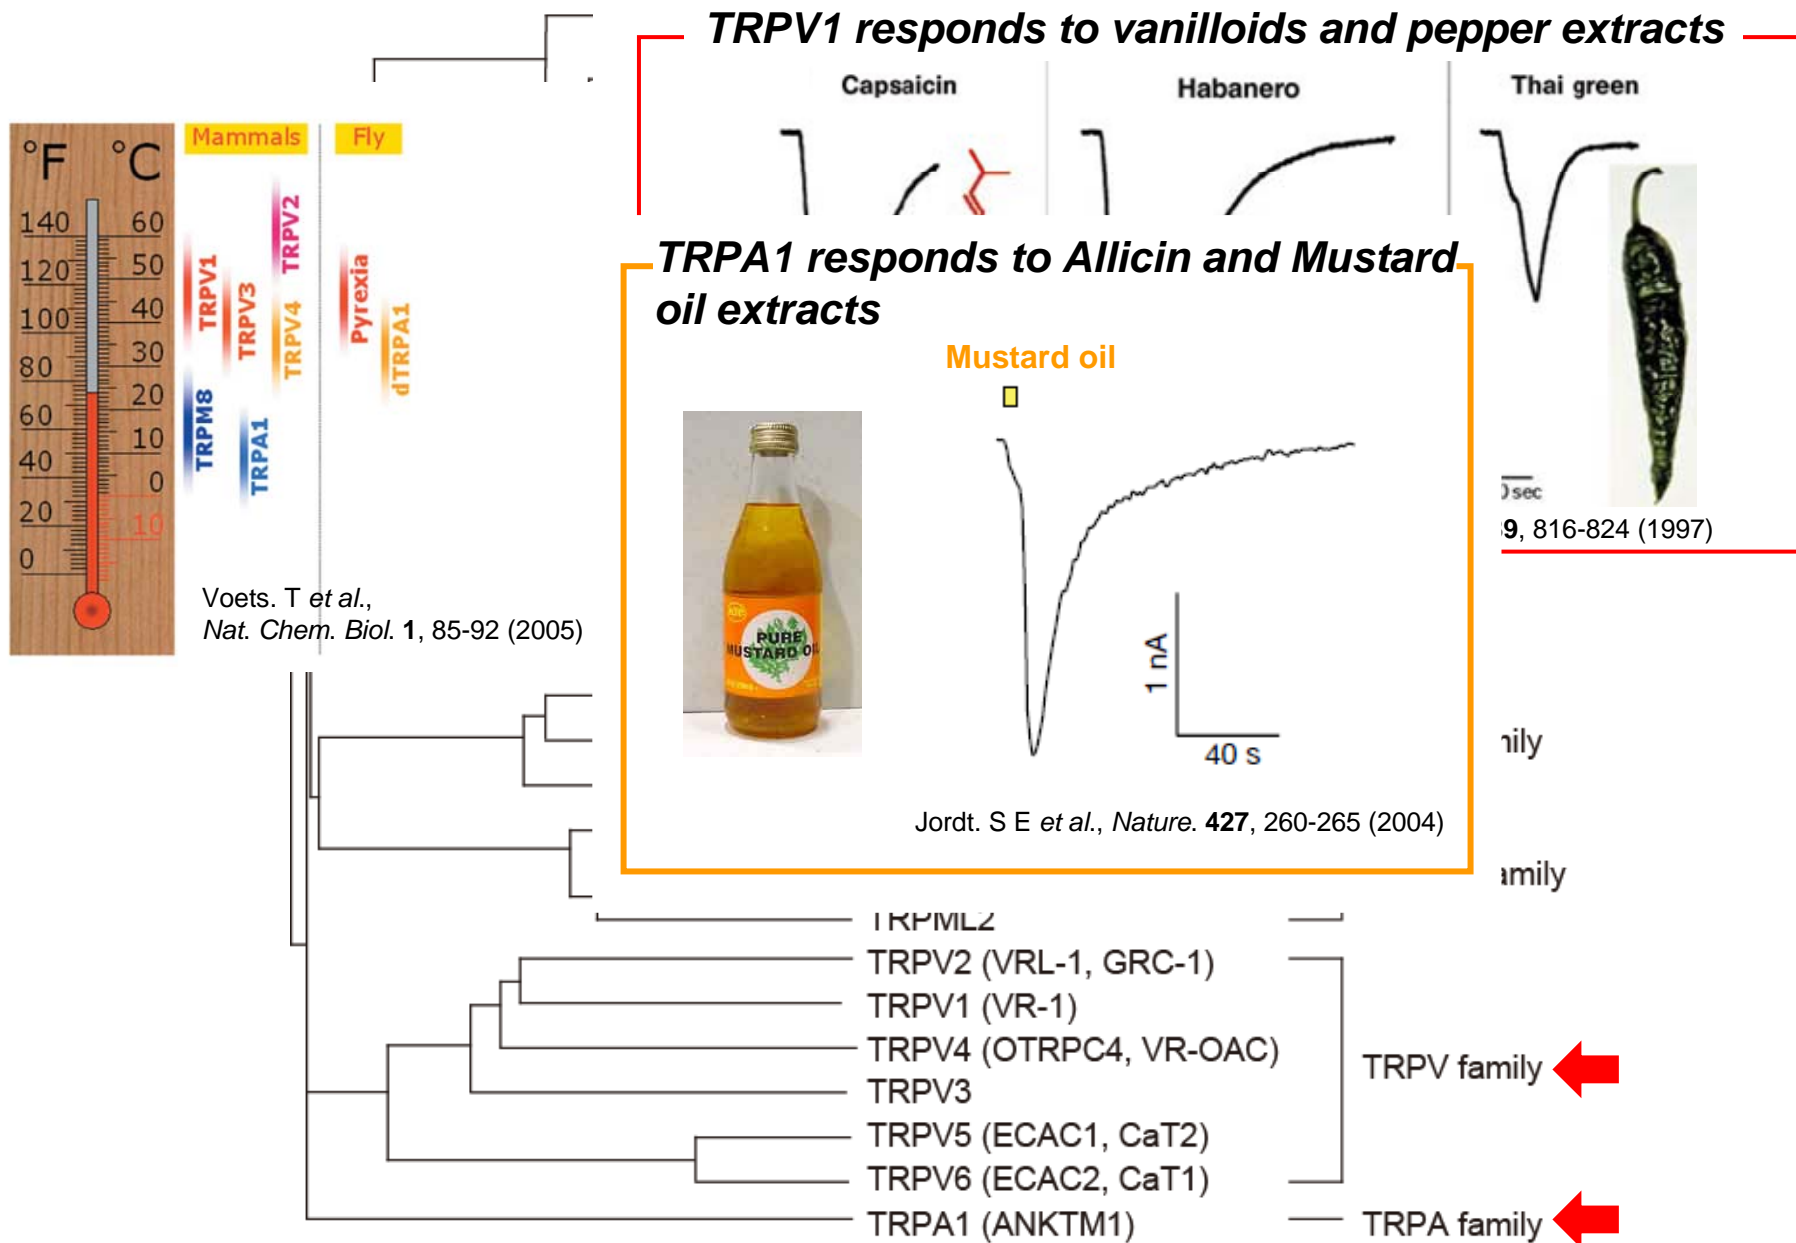 TRPV1 responds to vanilloids and pepper extracts
Capsaicin
Habanero
Thai green
Mammals
Fly
°F
°C
140
120
100
80
60
40
20
0
60
50
40
30
20
10
0
10
TRPV1
TRPV3
TRPV2
TRPV4
TRPM8
TRPA1
Pyrexia
dTRPA1
Voets. T et al.,
Nat. Chem. Biol. 1, 85-92 (2005)
TRPA1 responds to Allicin and Mustard
oil extracts
Mustard oil
PURE
MUSTARD OIL
1 nA
40 s
Jordt. S E et al., Nature. 427, 260-265 (2004)
0 sec
9, 816-824 (1997)
mily
amily
TRPML2
TRPV2 (VRL-1, GRC-1)
TRPV1 (VR-1)
TRPV4 (OTRPC4, VR-OAC)
TRPV3
TRPV5 (ECAC1, CaT2)
TRPV6 (ECAC2, CaT1)
TRPV family
TRPA1 (ANKTM1)
TRPA family